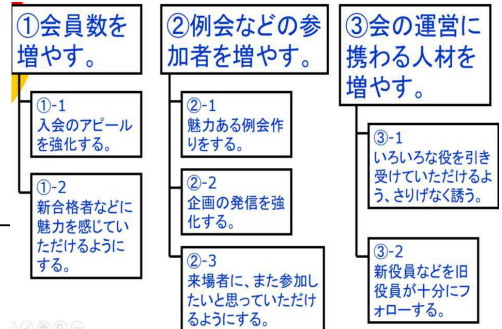 ①会員数を
増やす。
①-1
入会のアピール
を強化する。
①-2
新合格者などに
魅力を感じてい
ただけるように
する。
②例会などの参
加者を増やす。
②-1
魅力ある例会作
りをする。
②-2
企画の発信を強
化する。
②-3
来場者に、また参加し
たいと思っていただけ
るようにする。
③会の運営に
携わる人材を
増やす。
③-1
いろいろな役を引き
受けていただけるよ
う、さりげなく誘う。
③-2
新役員などを旧
役員が十分にフ
ォローする。